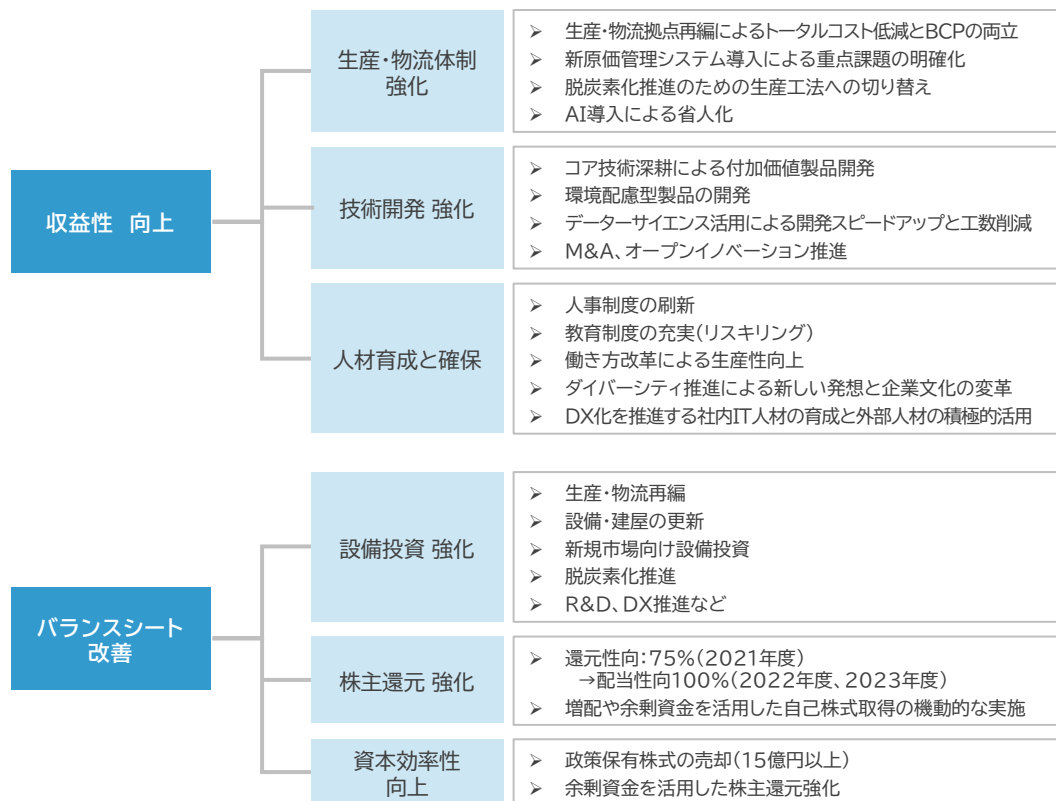 収益性 向上
生産・物流体制
強化
➢ 生産・物流拠点再編によるトータルコスト低減とBCPの両立
➢ 新原価管理システム導入による重点課題の明確化
➢ 脱炭素化推進のための生産工法への切り替え
➢ AI導入による省人化
技術開発 強化
➢ コア技術深耕による付加価値製品開発
➢ 環境配慮型製品の開発
➢ データーサイエンス活用による開発スピードアップと工数削減
➢ M&A、オープンイノベーション推進
人材育成と確保
➢ 人事制度の刷新
➢ 教育制度の充実(リスキリング)
➢ 働き方改革による生産性向上
➢ ダイバーシティ推進による新しい発想と企業文化の変革
➢ DX化を推進する社内IT人材の育成と外部人材の積極的活用
バランスシート
改善
設備投資 強化
➢ 生産・物流再編
➢ 設備・建屋の更新
➢ 新規市場向け設備投資
➢ 脱炭素化推進
➢ R&D、DX推進など
株主還元 強化
➢ 還元性向:75%(2021年度)
→配当性向100%(2022年度、2023年度)
➢ 増配や余剰資金を活用した自己株式取得の機動的な実施
資本効率性
向上
➢ 政策保有株式の売却(15億円以上)
➢ 余剰資金を活用した株主還元強化